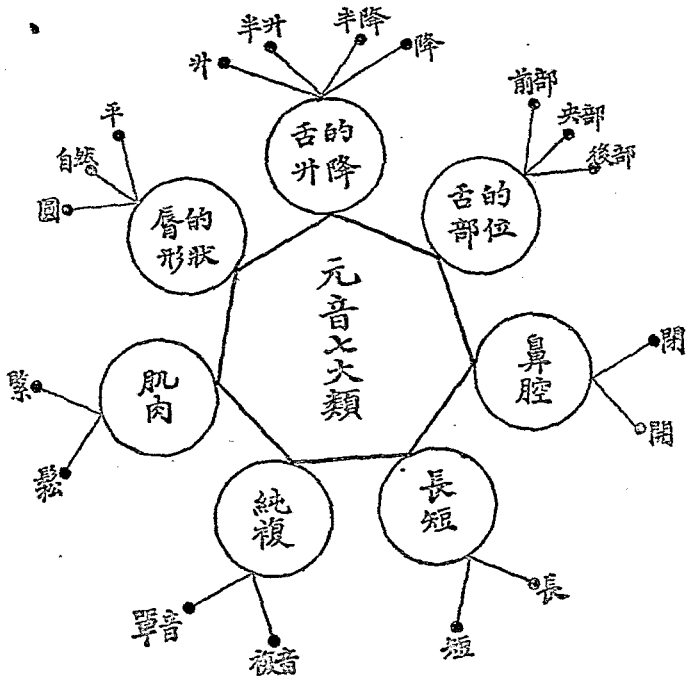 元音七大類
舌的
升降
升
半升
半降
降
舌的
部位
前部
央部
後部
鼻
腔
閉
開
長
短
長
短
純
複
複音
單音
肌
肉
鬆
緊
唇的
形狀
圓
自然
平